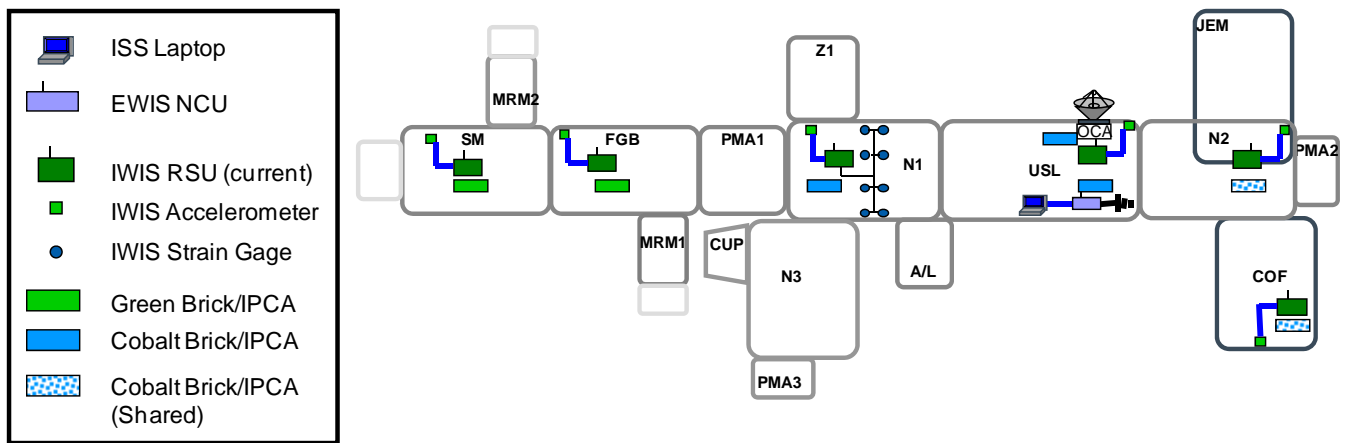 ISS Laptop
EWIS NCU
IWIS RSU (current)
IWIS Accelerometer
IWIS Strain Gage
Green Brick/IPCA
Cobalt Brick/IPCA
Cobalt Brick/IPCA
(Shared)
JEM
Z1
MRM2
SM
FGB
PMA1
N1
OCA
USL
N2
PMA2
MRM1
CUP
N3
A/L
COF
PMA3